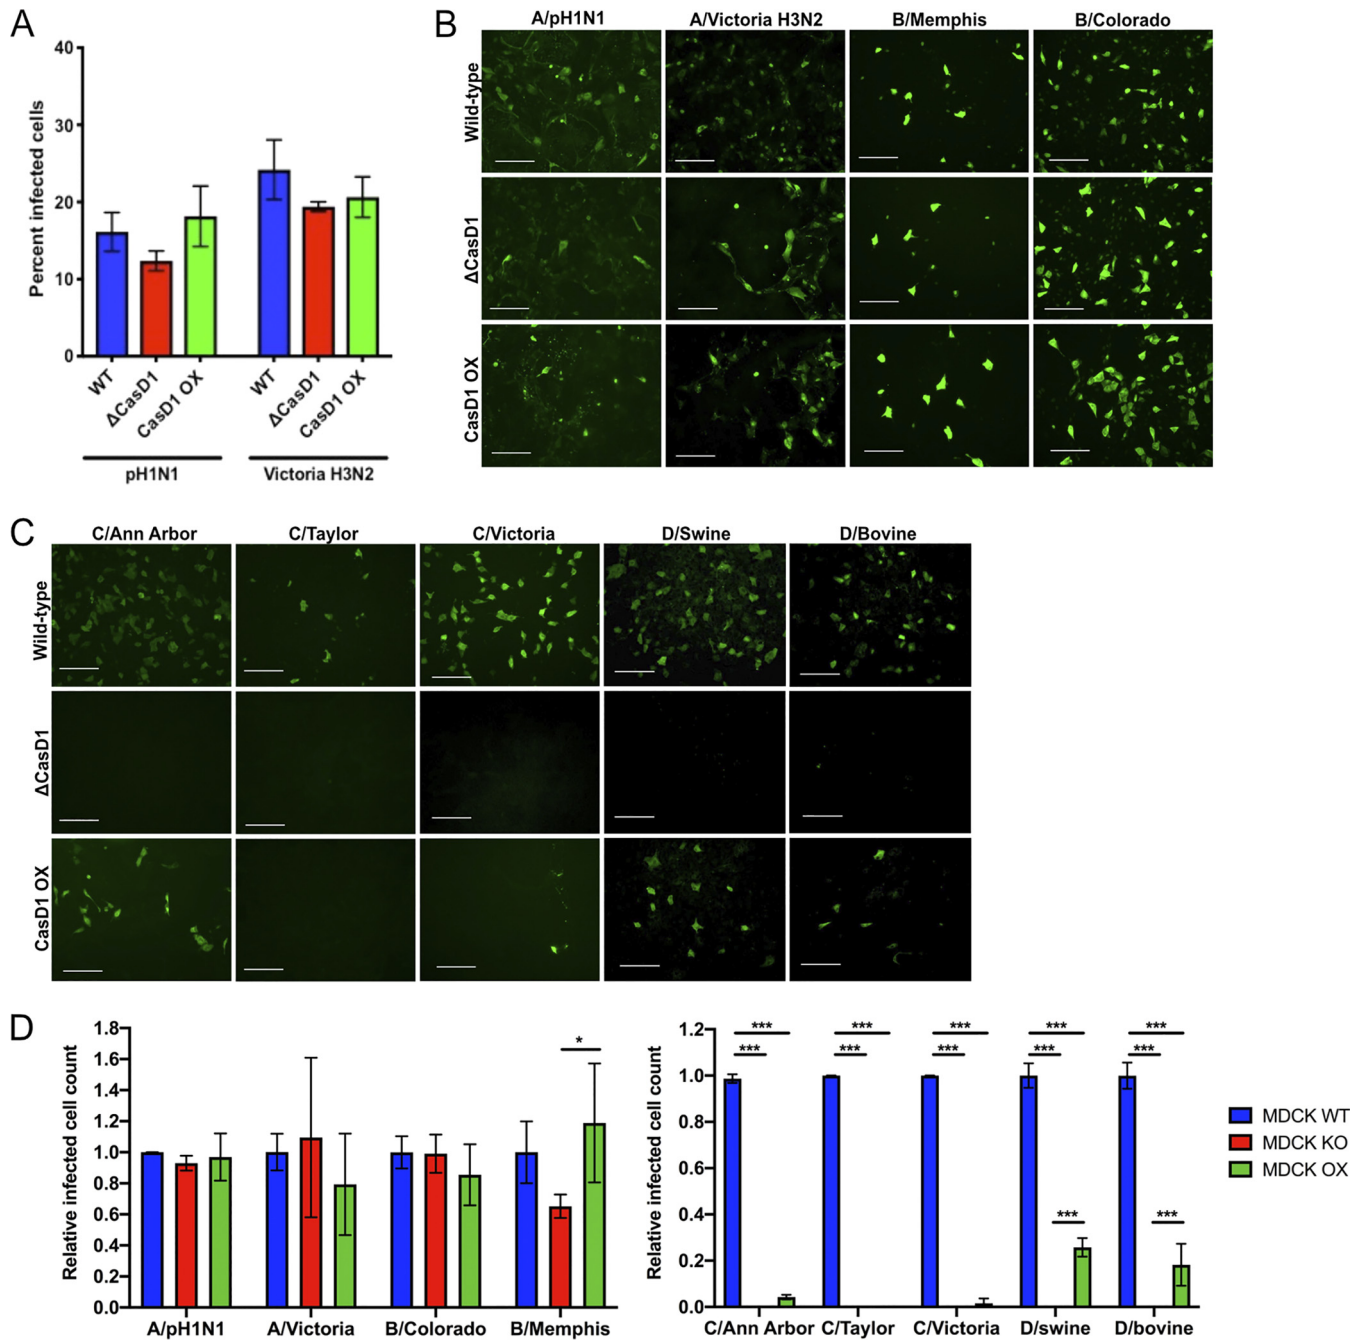 A
Percent infected cells
40
30
20
10
0
WT
ΔCasD1
CasD1 OX
WT
ΔCasD1
CasD1 OX
pH1N1
Victoria H3N2
B
A/pH1N1 A/Victoria H3N2 B/Memphis B/Colorado
Wild-type
ΔCasD1
CasD1 OX
C
C/Ann Arbor C/Taylor C/Victoria D/Swine D/Bovine
Wild-type
ΔCasD1
CasD1 OX
D
Relative infected cell count
1.8
1.6
1.4
1.2
1.0
0.8
0.6
0.4
0.2
0.0
*
A/pH1N1 A/Victoria B/Colorado B/Memphis
Relative infected cell count
1.2
1.0
0.8
0.6
0.4
0.2
0.0
*** *** *** *** ***
*** *** *** *** ***
*** ***
C/Ann Arbor C/Taylor C/Victoria D/swine D/bovine
MDCK WT
MDCK KO
MDCK OX